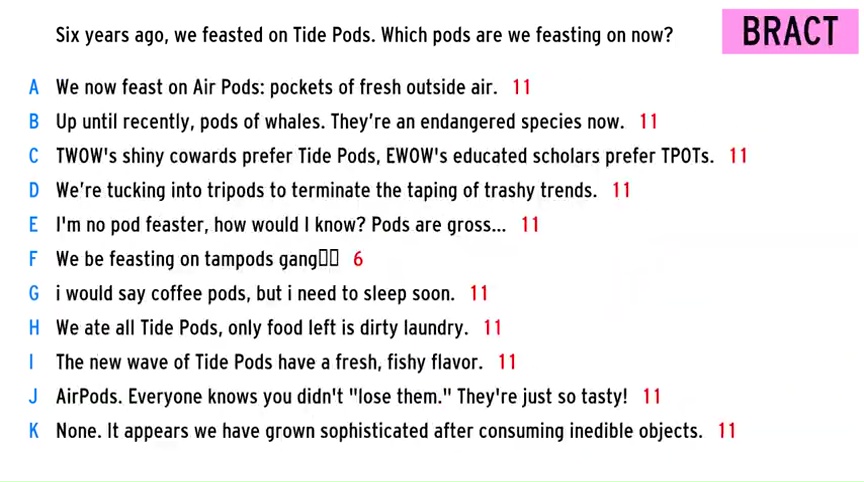 Six years ago, we feasted on Tide Pods. Which pods are we feasting on now?
BRACT
A We now feast on Air Pods: pockets of fresh outside air. 11
B Up until recently, pods of whales. They're an endangered species now. 11
C TWOW's shiny cowards prefer Tide Pods, EWOW's educated scholars prefer TPOTs. 11
D We're tucking into tripods to terminate the taping of trashy trends. 11
E I'm no pod feaster, how would I know? Pods are gross... 11
F We be feasting on tampods gang▯▯ 6
G i would say coffee pods, but i need to sleep soon. 11
H We ate all Tide Pods, only food left is dirty laundry. 11
I The new wave of Tide Pods have a fresh, fishy flavor. 11
J AirPods. Everyone knows you didn't "lose them." They're just so tasty! 11
K None. It appears we have grown sophisticated after consuming inedible objects. 11